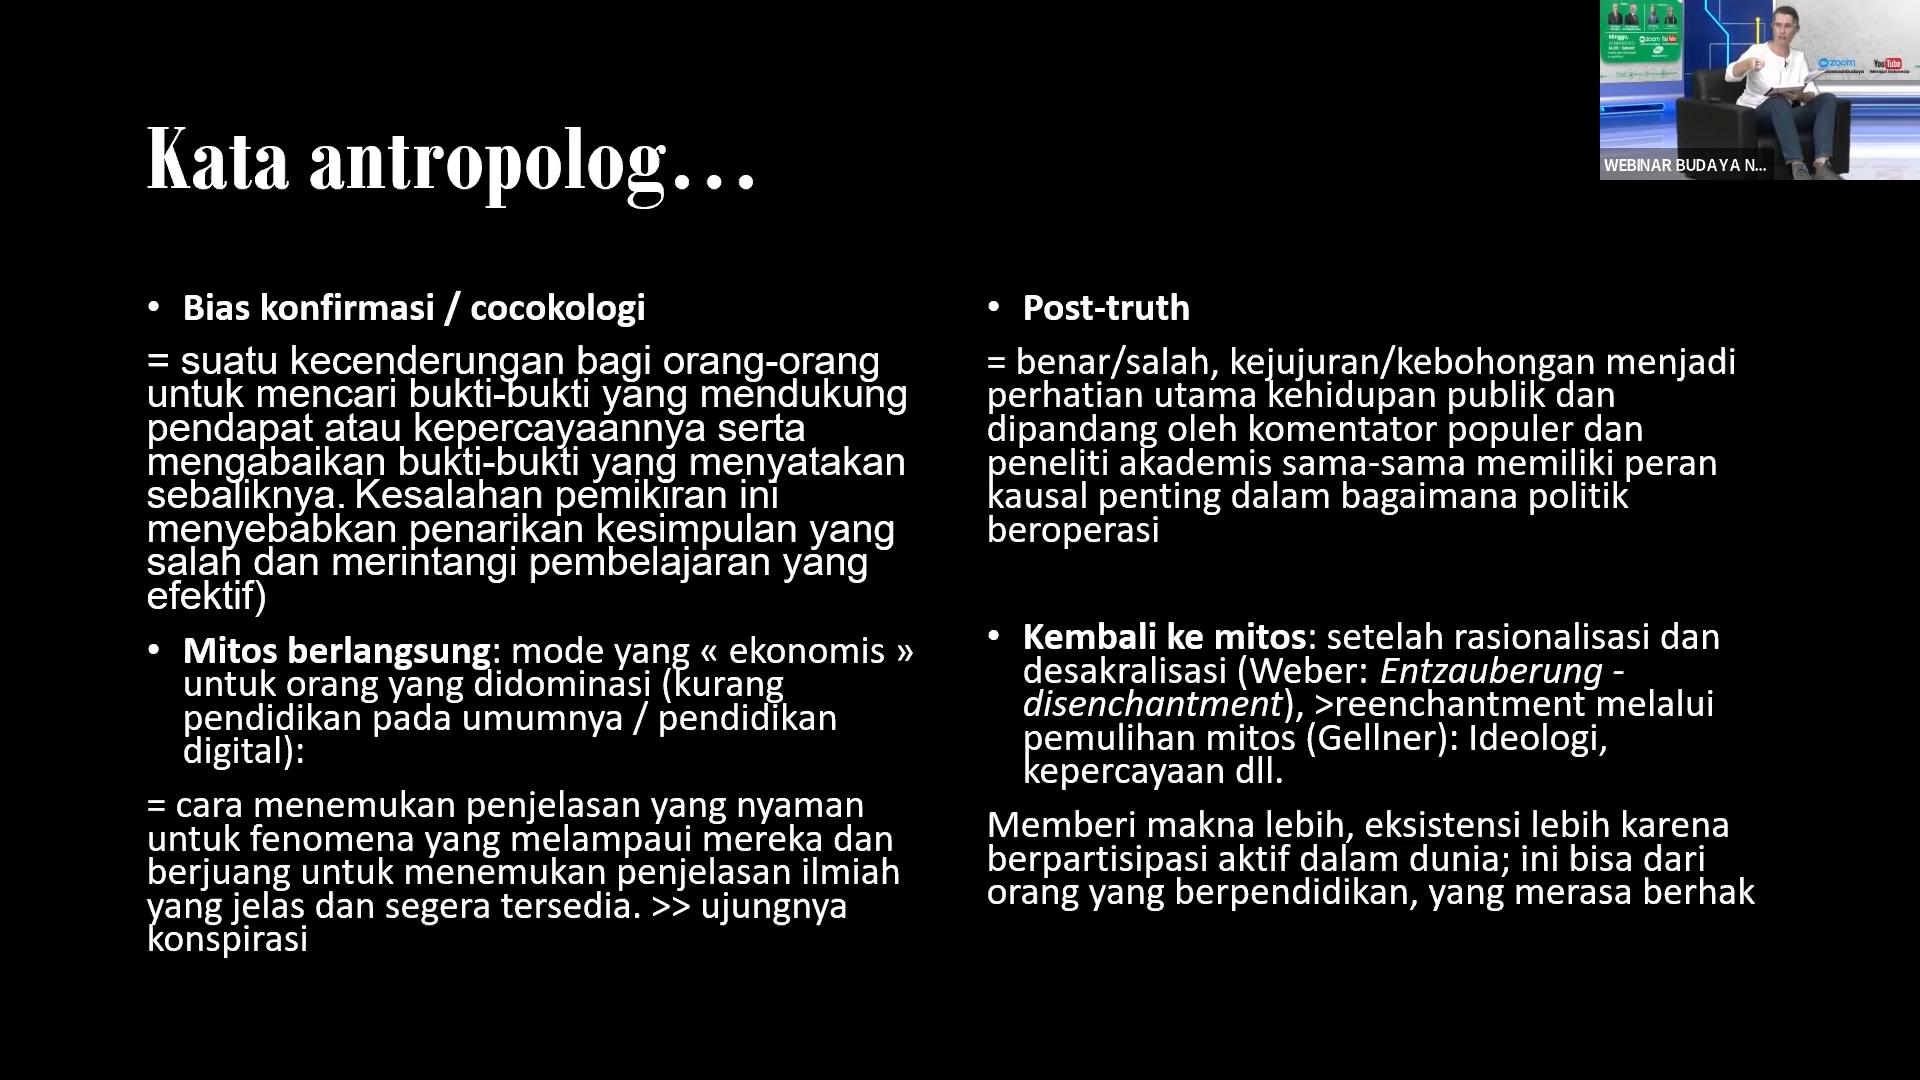 Kata antropolog...
• Bias konfirmasi / cocokologi
= suatu kecenderungan bagi orang-orang
untuk mencari bukti-bukti yang mendukung
pendapat atau kepercayaannya serta
mengabaikan bukti-bukti yang menyatakan
sebaliknya. Kesalahan pemikiran ini
menyebabkan penarikan kesimpulan yang
salah dan merintangi pembelajaran yang
efektif)
• Mitos berlangsung: mode yang « ekonomis »
untuk orang yang didominasi (kurang
pendidikan pada umumnya / pendidikan
digital):
= cara menemukan penjelasan yang nyaman
untuk fenomena yang melampaui mereka dan
berjuang untuk menemukan penjelasan ilmiah
yang jelas dan segera tersedia. >> ujungnya
konspirasi
• Post-truth
= benar/salah, kejujuran/kebohongan menjadi
perhatian utama kehidupan publik dan
dipandang oleh komentator populer dan
peneliti akademis sama-sama memiliki peran
kausal penting dalam bagaimana politik
beroperasi
• Kembali ke mitos: setelah rasionalisasi dan
desakralisasi (Weber: Entzauberung -
disenchantment), >reenchantment melalui
pemulihan mitos (Gellner): Ideologi,
kepercayaan dll.
Memberi makna lebih, eksistensi lebih karena
berpartisipasi aktif dalam dunia; ini bisa dari
orang yang berpendidikan, yang merasa berhak
Minggu,
zoom
zoom
YouTube
Merajut Indonesia
WEBINAR BUDAYA N...